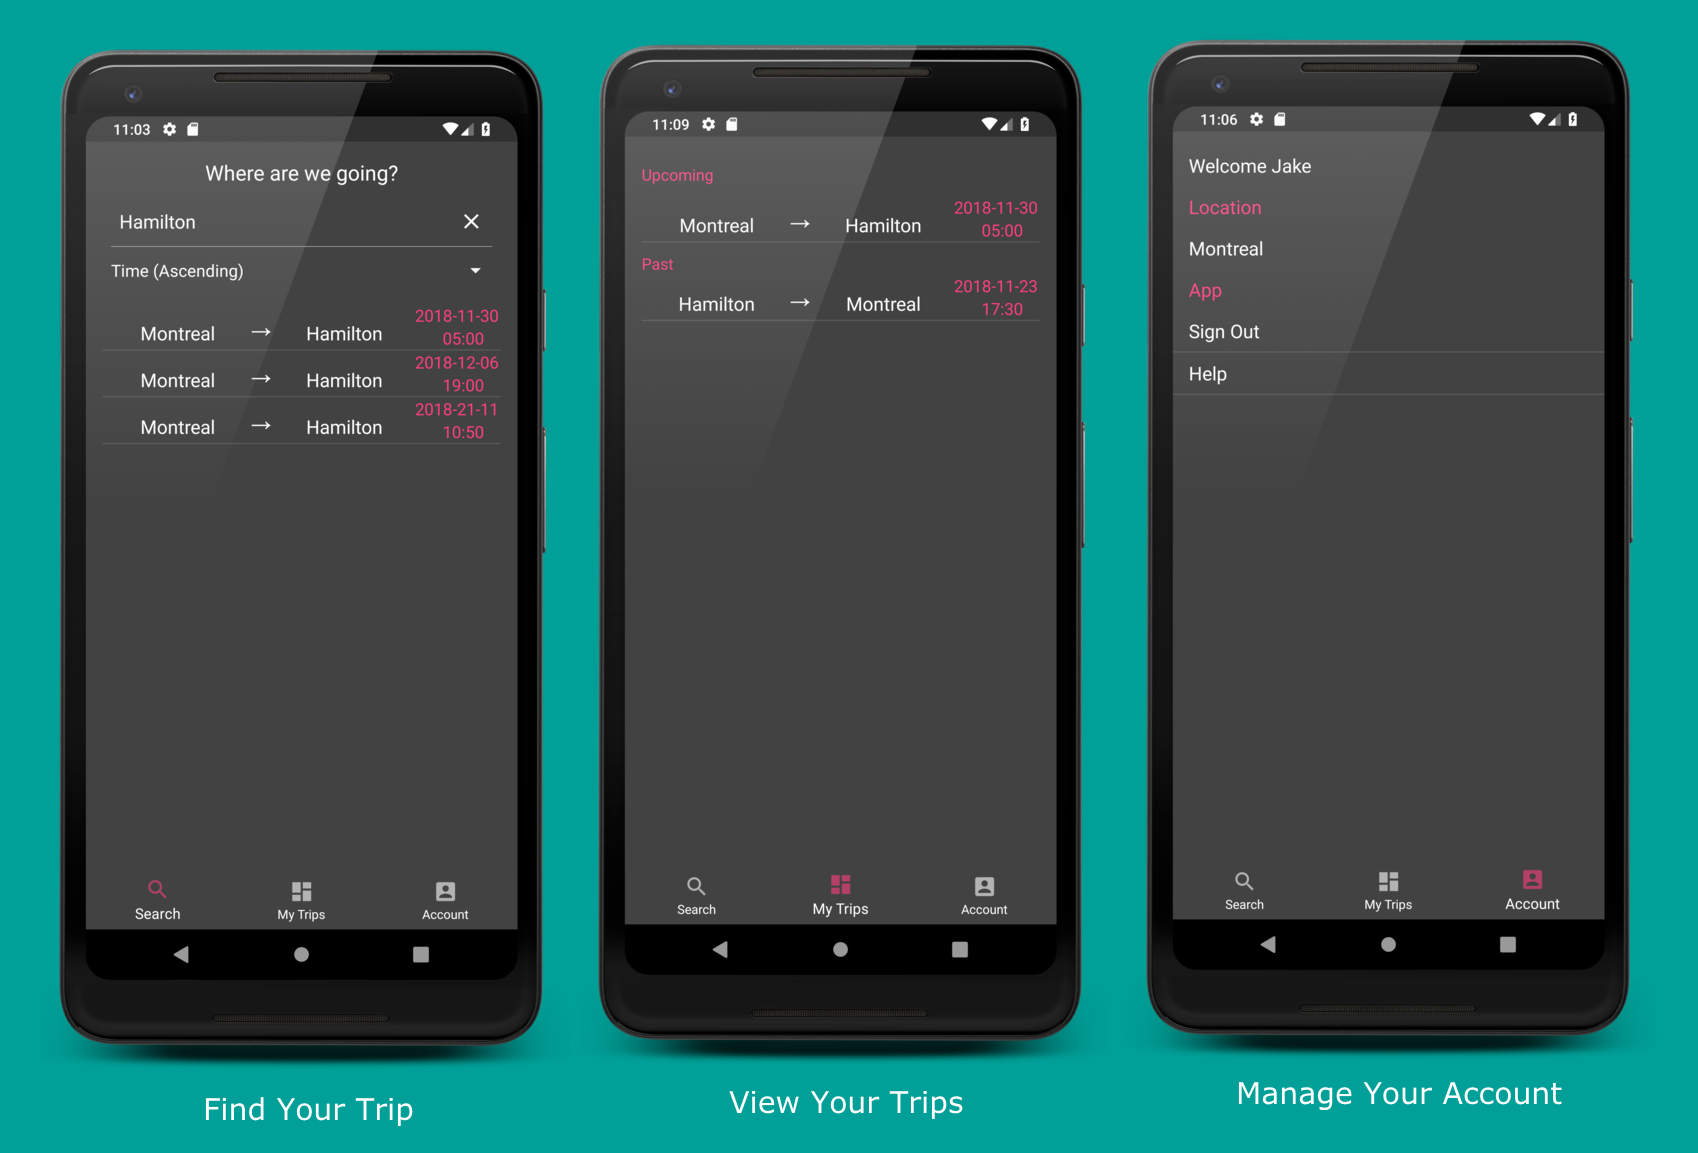 11:03
Where are we going?
Hamilton
Time (Ascending)
Montreal → Hamilton 2018-11-30
05:00
Montreal → Hamilton 2018-12-06
19:00
Montreal → Hamilton 2018-21-11
10:50
Search My Trips Account
Find Your Trip
11:09
Upcoming
Montreal → Hamilton 2018-11-30
05:00
Past
Hamilton → Montreal 2018-11-23
17:30
Search My Trips Account
View Your Trips
11:06
Welcome Jake
Location
Montreal
App
Sign Out
Help
Search My Trips Account
Manage Your Account